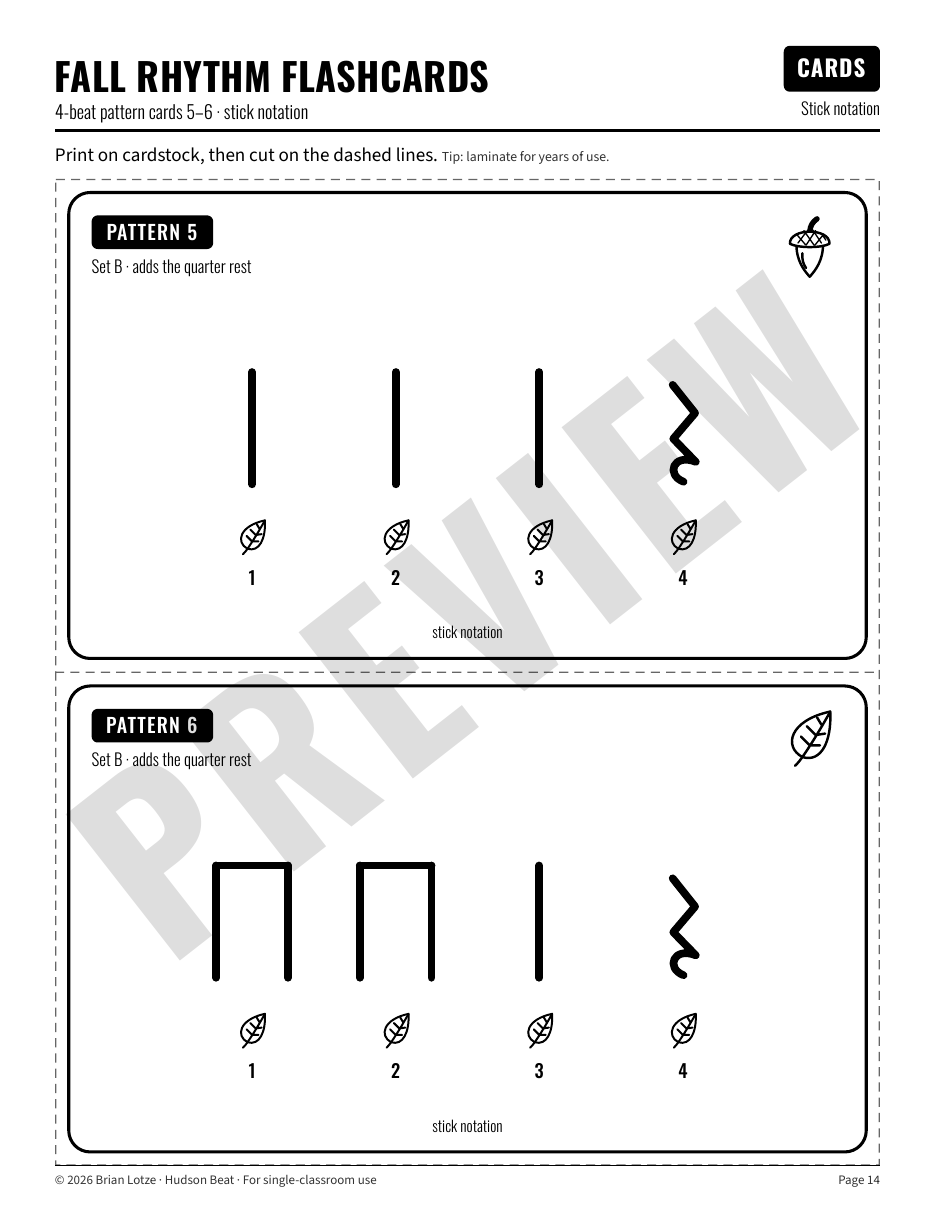 FALL RHYTHM FLASHCARDS
CARDS
4-beat pattern cards 5–6 · stick notation
Stick notation
Print on cardstock, then cut on the dashed lines. Tip: laminate for years of use.
PATTERN 5
Set B · adds the quarter rest
1 2 3 4
stick notation
PATTERN 6
Set B · adds the quarter rest
1 2 3 4
stick notation
PREVIEW
© 2026 Brian Lotze · Hudson Beat · For single-classroom use
Page 14